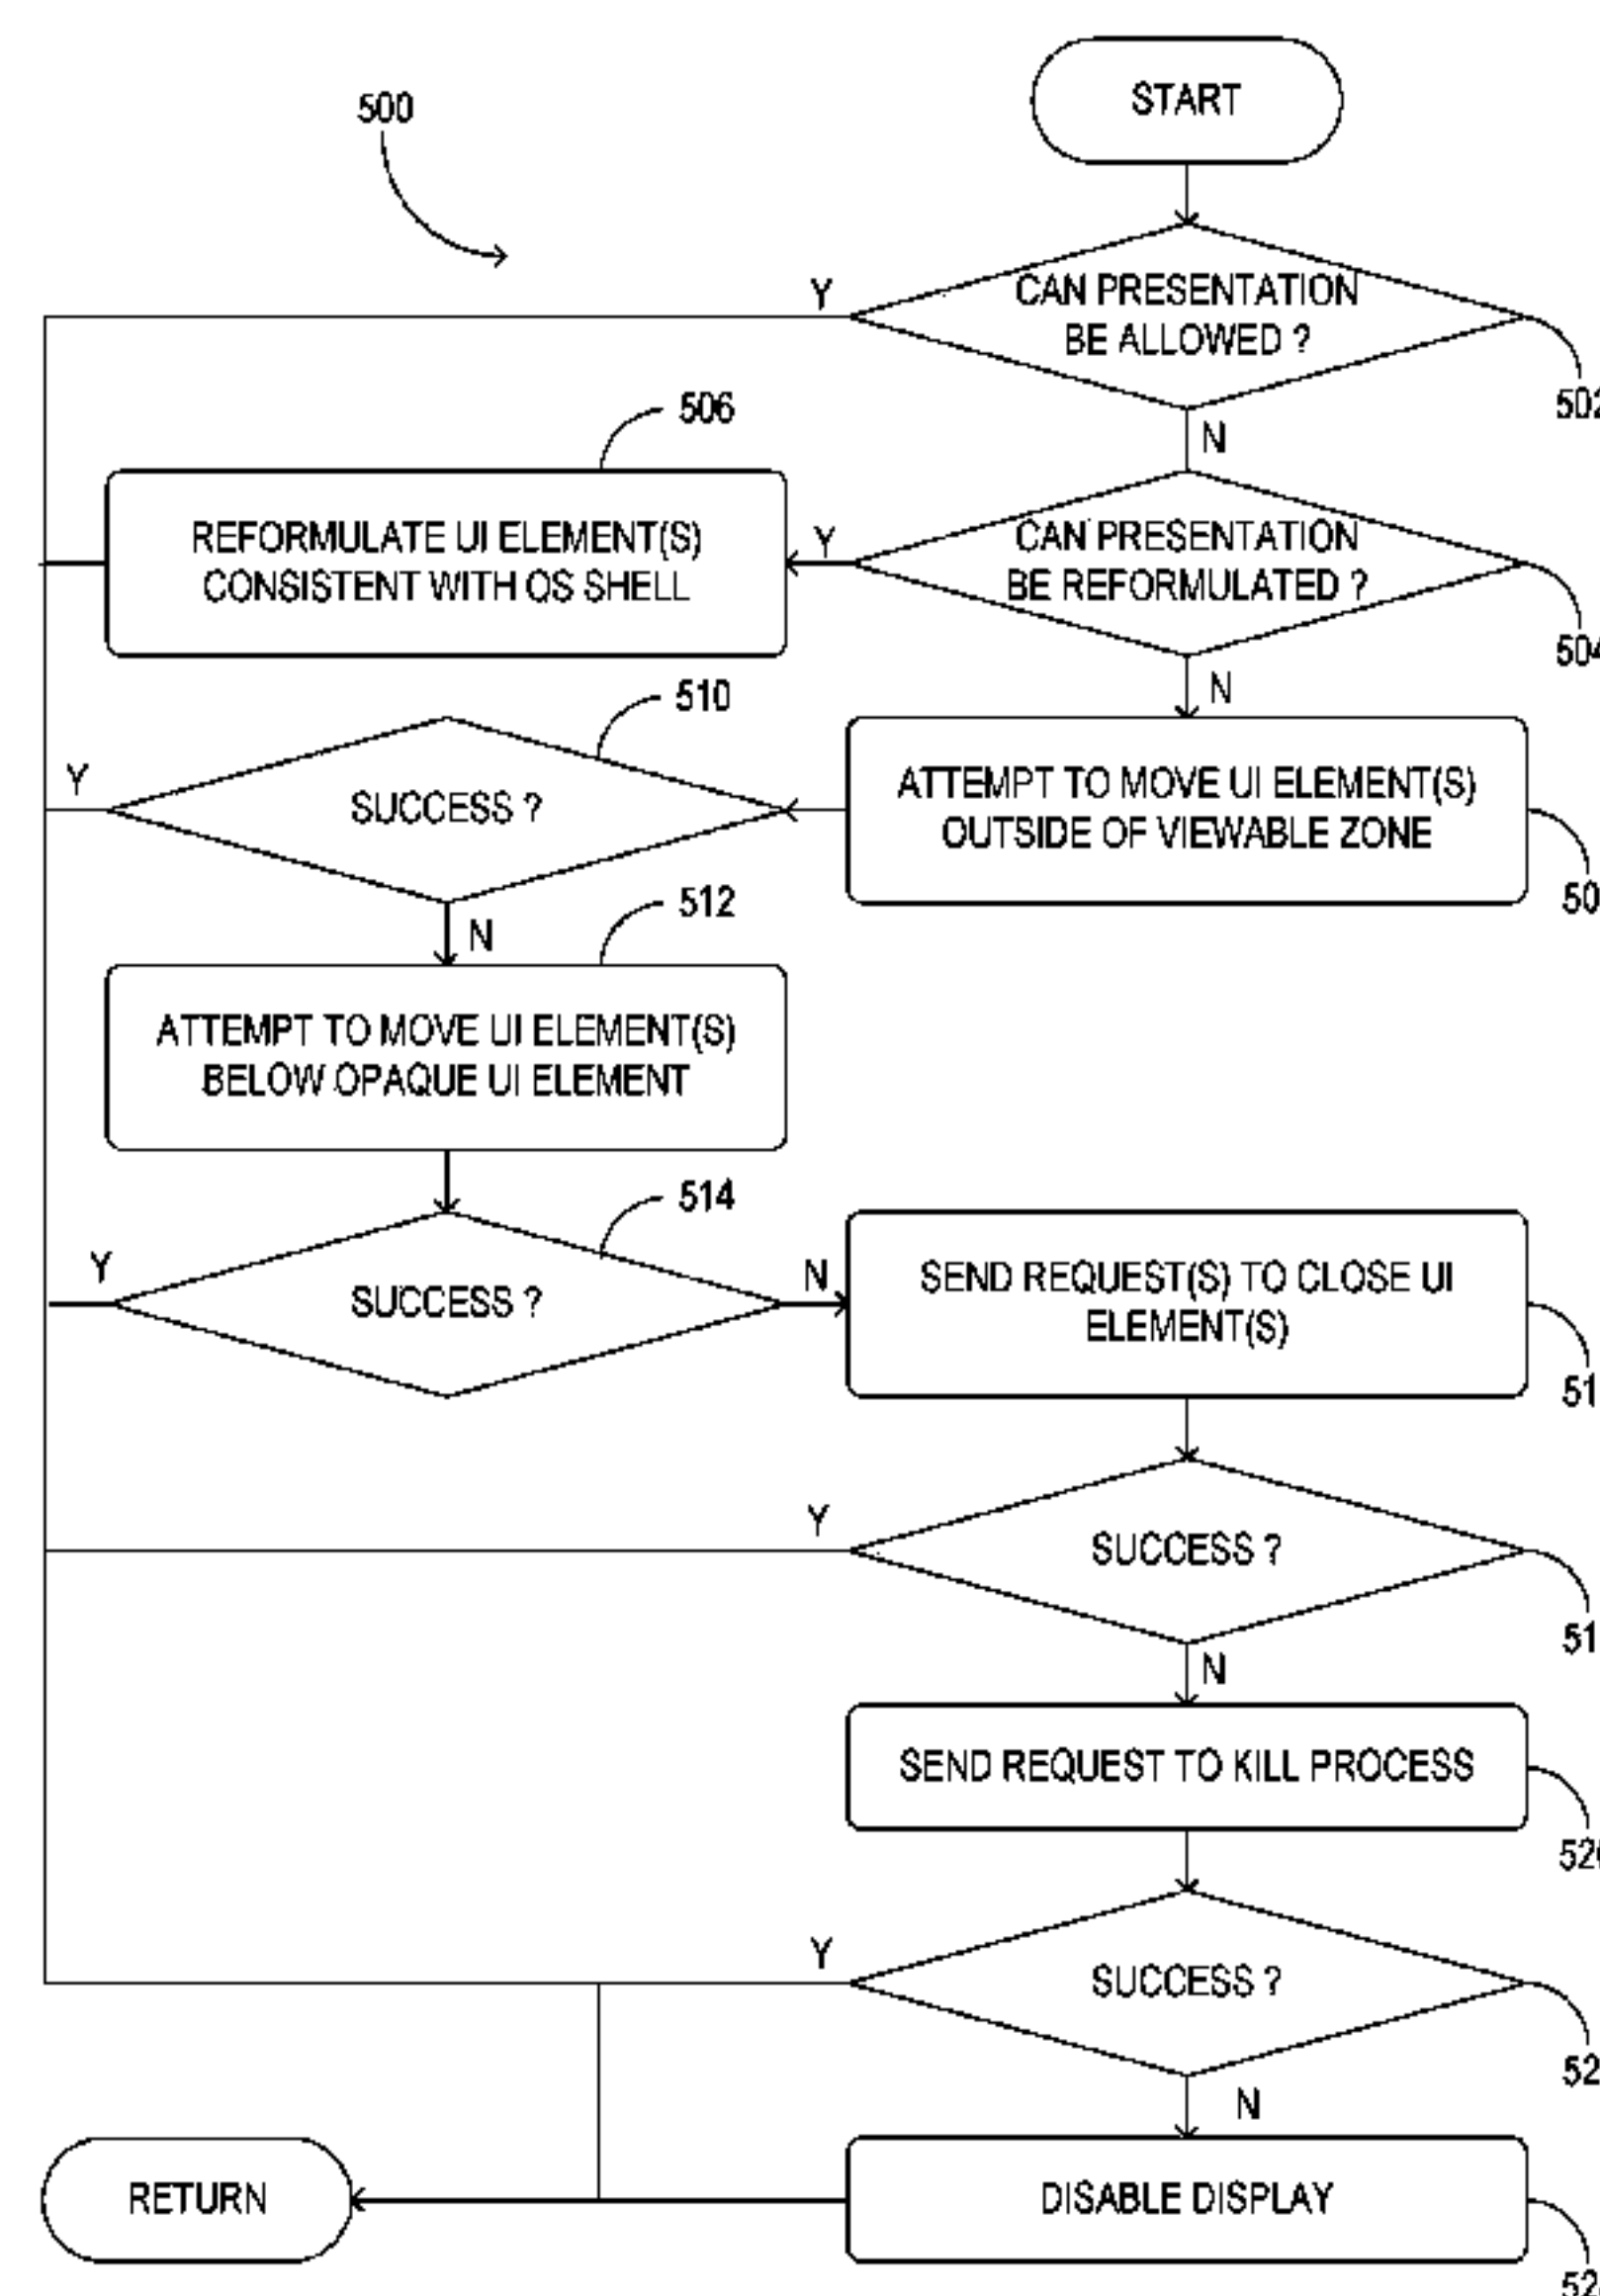 500
START
Y
CAN PRESENTATION
BE ALLOWED ?
N
506
REFORMULATE UI ELEMENT(S)
CONSISTENT WITH OS SHELL
Y
CAN PRESENTATION
BE REFORMULATED ?
N
510
Y
SUCCESS ?
ATTEMPT TO MOVE UI ELEMENT(S)
OUTSIDE OF VIEWABLE ZONE
N
512
ATTEMPT TO MOVE UI ELEMENT(S)
BELOW OPAQUE UI ELEMENT
514
Y
SUCCESS ?
N
SEND REQUEST(S) TO CLOSE UI
ELEMENT(S)
Y
SUCCESS ?
N
SEND REQUEST TO KILL PROCESS
Y
SUCCESS ?
N
RETURN
DISABLE DISPLAY